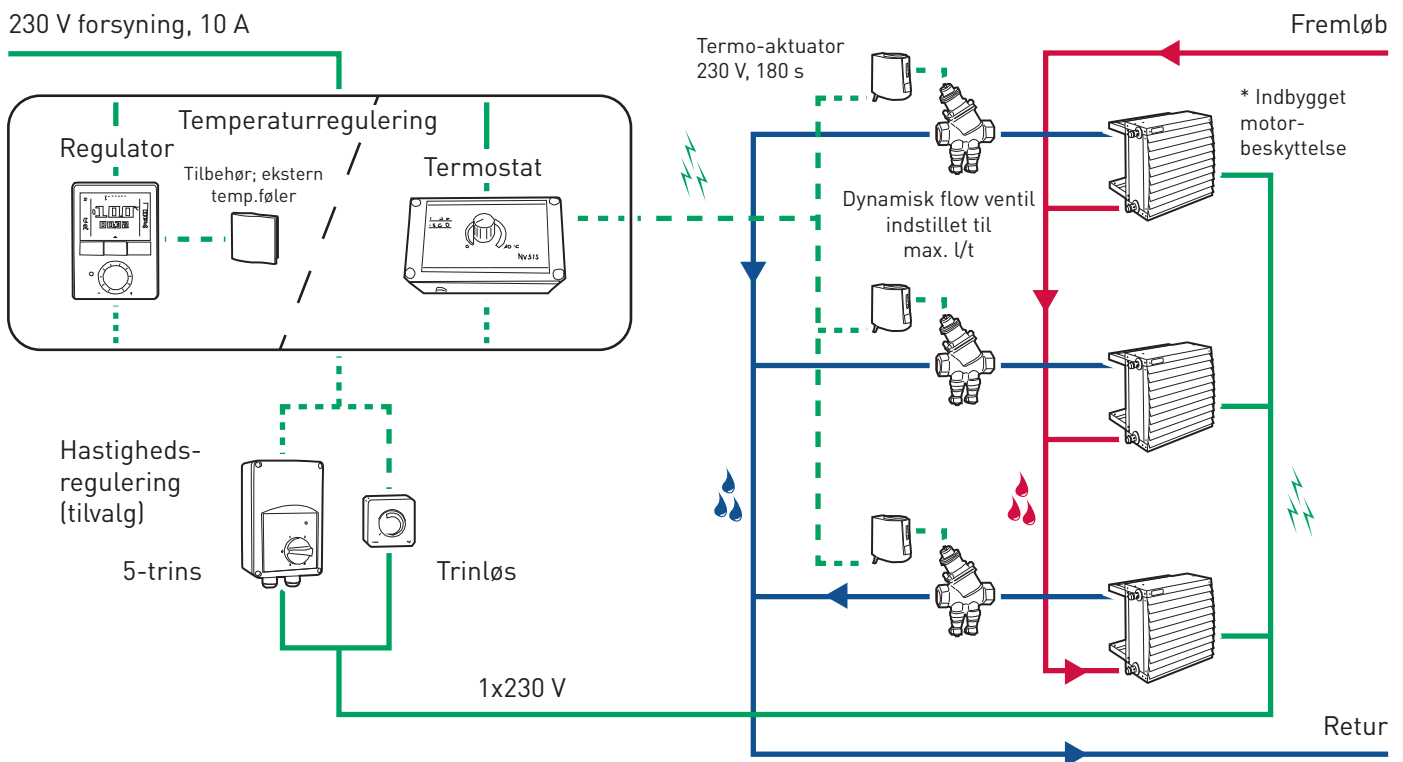 230 V forsyning, 10 A
Temperaturregulering
Regulator
Tilbehør; ekstern
temp.føler
Termostat
Hastigheds-
regulering
(tilvalg)
5-trins
Trinløs
1x230 V
Termo-aktuator
230 V, 180 s
Dynamisk flow ventil
indstillet til
max. l/t
Fremløb
* Indbygget
motor-
beskyttelse
Retur